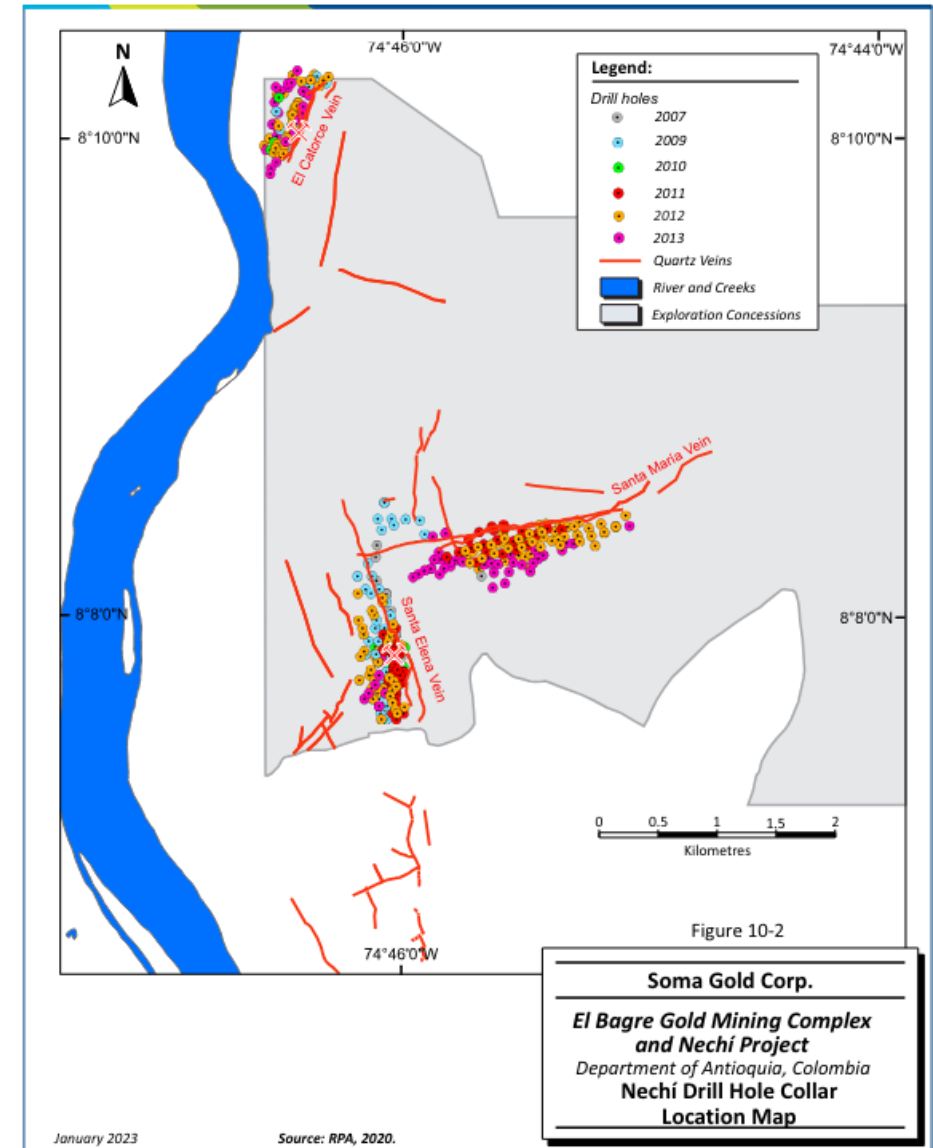 74°46'0"W
74°44'0"W
N
8°10'0"N
8°10'0"N
Legend:
Drill holes
2007
2009
2010
2011
2012
2013
Quartz Veins
River and Creeks
Exploration Concessions
El Catorce Vein
Santa Maria Vein
Santa Elena Vein
8°8'0"N
8°8'0"N
0 0.5 1 1.5 2
Kilometres
74°46'0"W
Figure 10-2
Soma Gold Corp.
El Bagre Gold Mining Complex
and Nechí Project
Department of Antioquia, Colombia
Nechí Drill Hole Collar
Location Map
January 2023
Source: RPA, 2020.